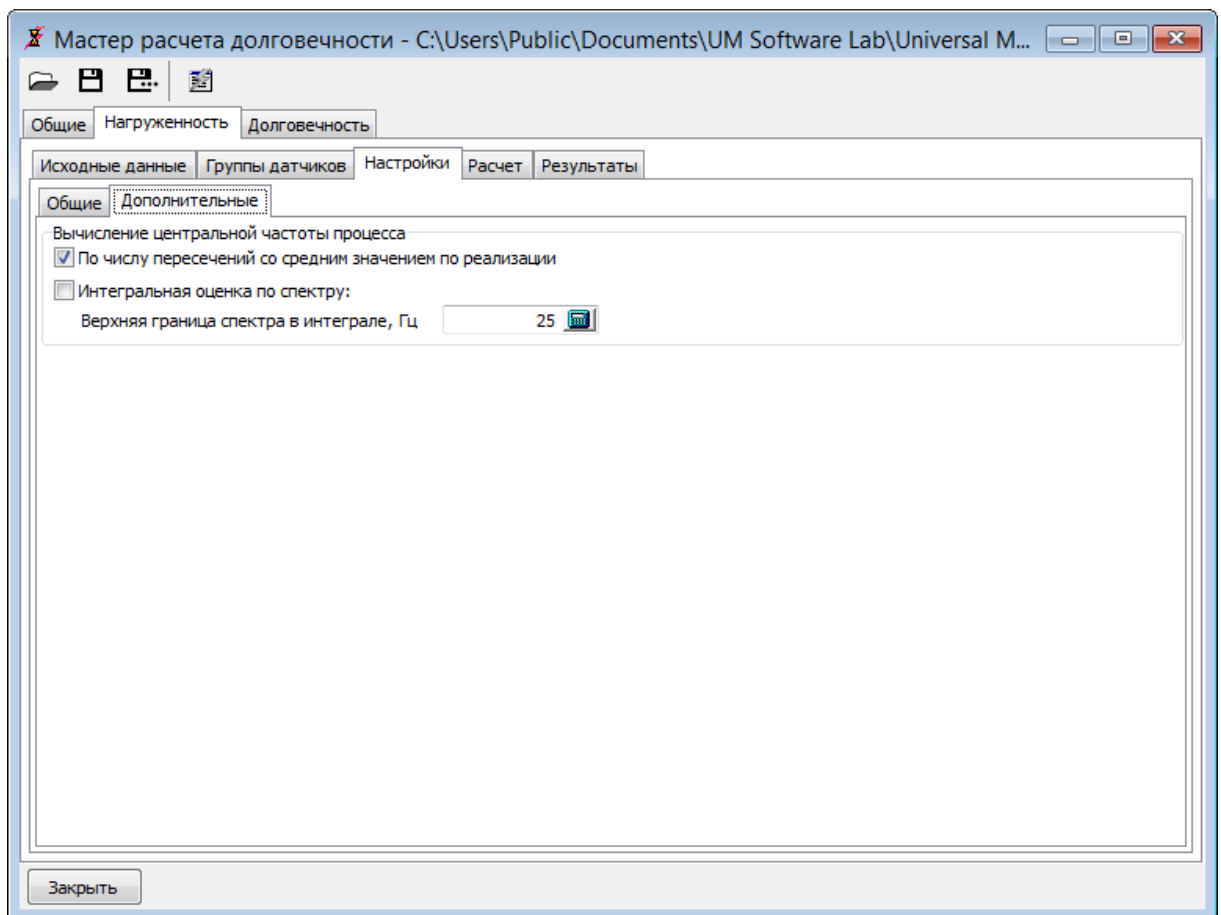 Мастер расчета долговечности - C:\Users\Public\Documents\UM Software Lab\Universal M...
Общие Нагруженность Долговечность
Исходные данные Группы датчиков Настройки Расчет Результаты
Общие Дополнительные
Вычисление центральной частоты процесса
По числу пересечений со средним значением по реализации
Интегральная оценка по спектру:
Верхняя граница спектра в интеграле, Гц 25
Закрыть